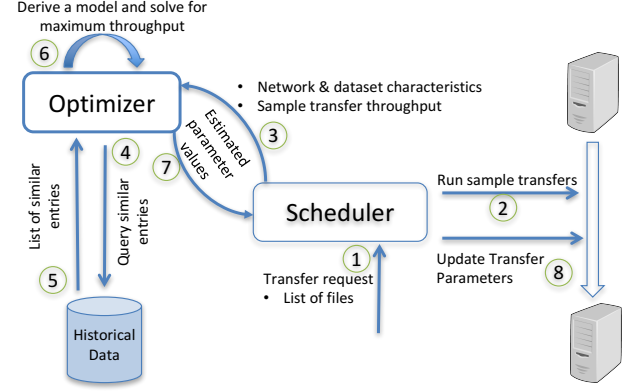 Derive a model and solve for
maximum throughput
6
Optimizer
• Network & dataset characteristics
• Sample transfer throughput
3
Estimated
parameter
values
4
7
List of similar
entries
Query similar
entries
Run sample transfers
2
Scheduler
1
Update Transfer
Parameters
8
Transfer request
• List of files
5
Historical
Data